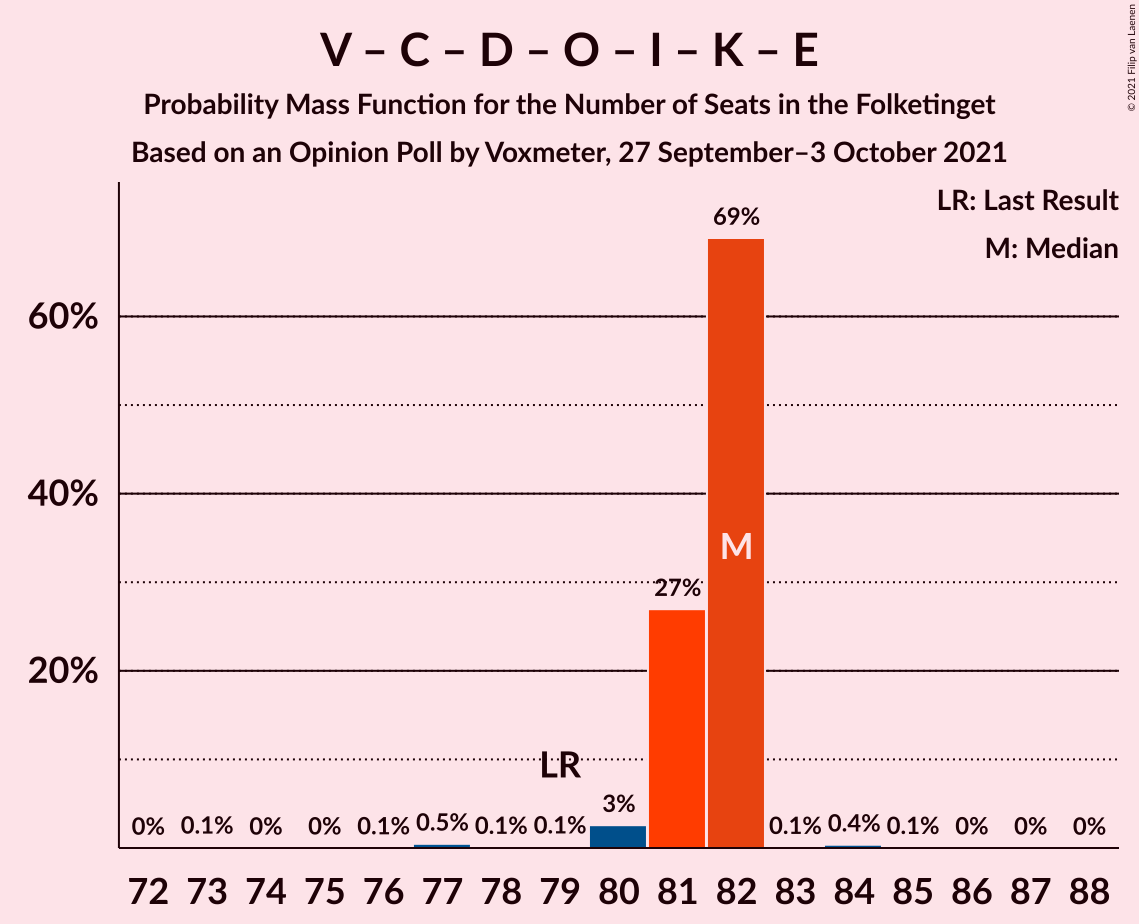 V – C – D – O – I – K – E
Probability Mass Function for the Number of Seats in the Folketinget
Based on an Opinion Poll by Voxmeter, 27 September–3 October 2021
© 2021 Filip van Laenen
LR: Last Result
M: Median
60%
40%
20%
0%
0.1%
0%
0%
0.1%
0.5%
0.1%
0.1%
LR
3%
27%
69%
M
0.1%
0.4%
0.1%
0%
0%
0%
72 73 74 75 76 77 78 79 80 81 82 83 84 85 86 87 88